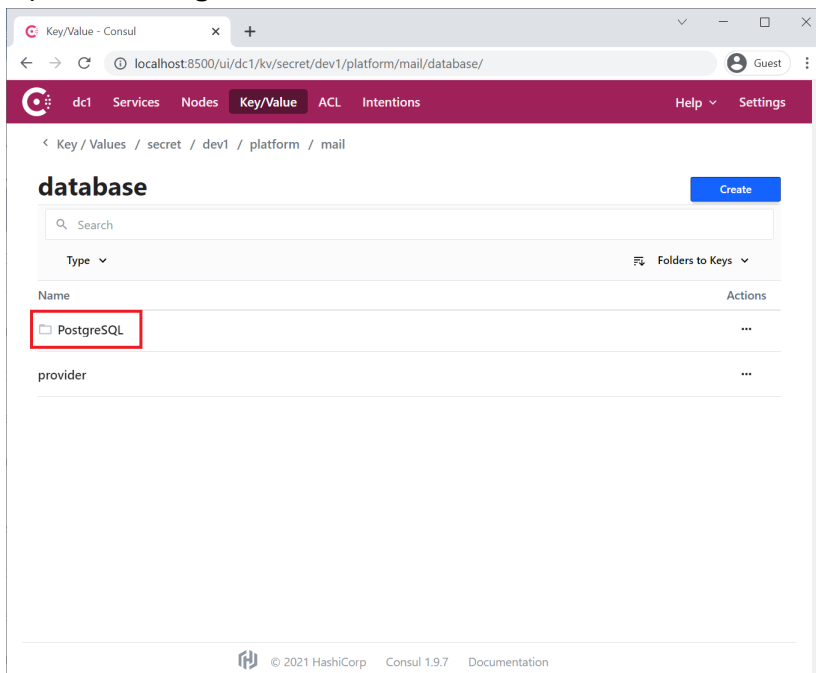 Key/Value - Consul
localhost:8500/ui/dc1/kv/secret/dev1/platform/mail/database/
Guest
dc1 Services Nodes Key/Value ACL Intentions Help Settings
Key / Values / secret / dev1 / platform / mail
database
Create
Search
Type Folders to Keys
Name Actions
PostgreSQL
provider
© 2021 HashiCorp Consul 1.9.7 Documentation